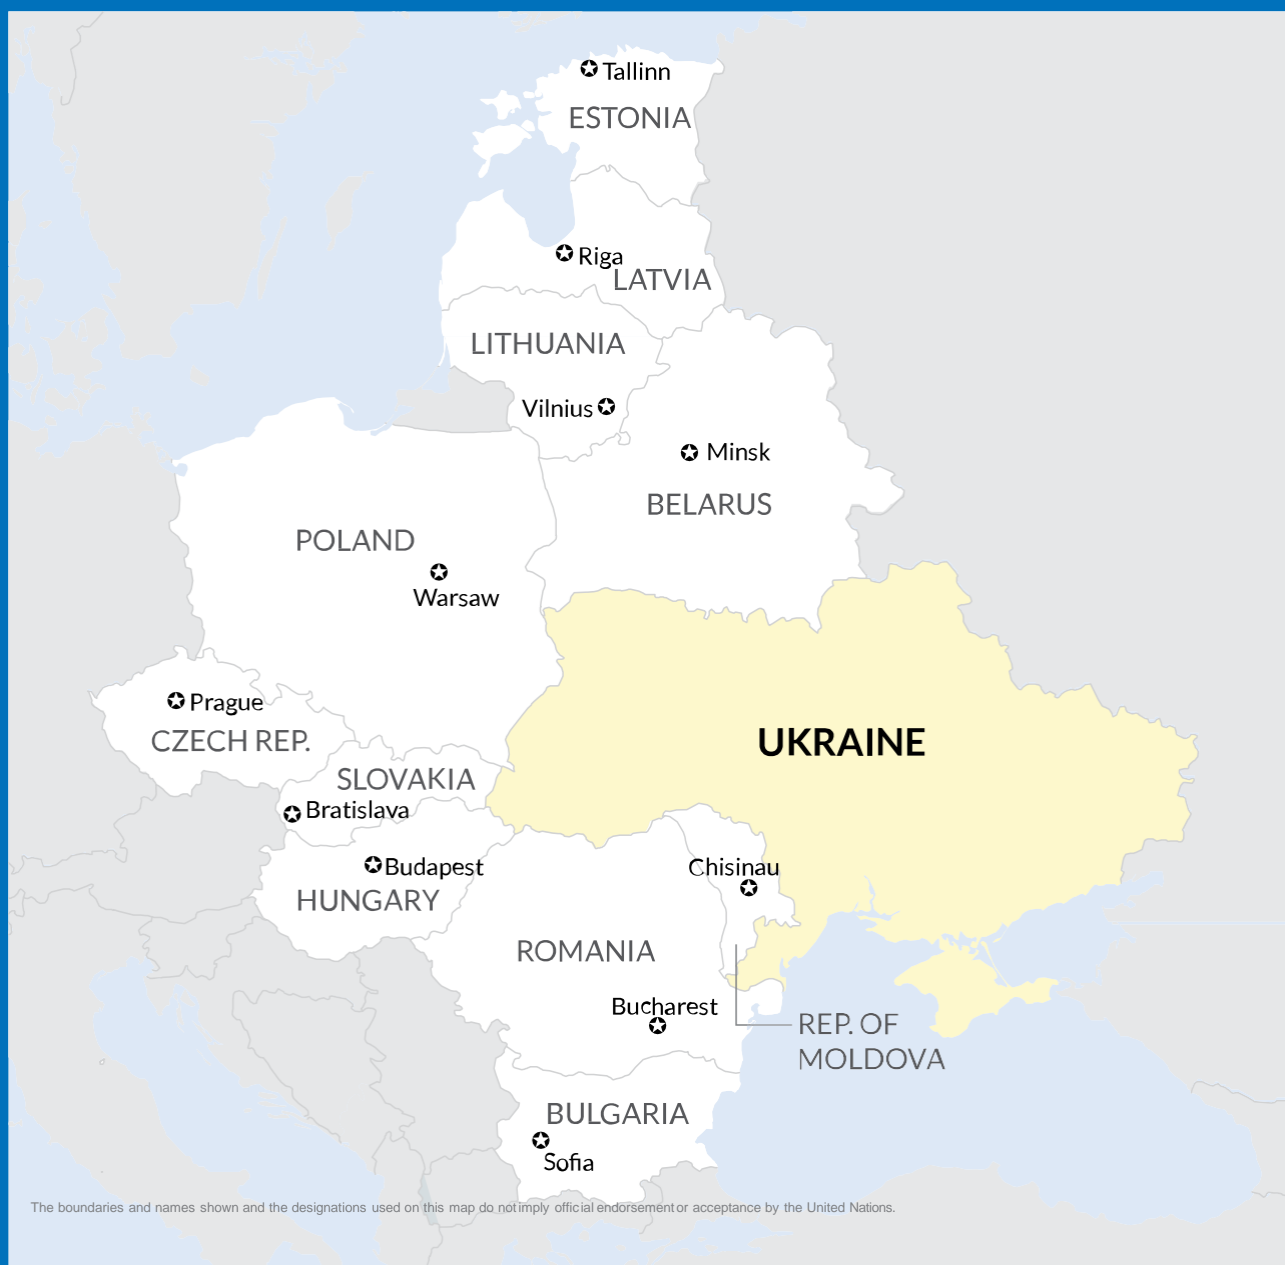 Tallinn
ESTONIA
Riga
LATVIA
LITHUANIA
Vilnius
Minsk
BELARUS
POLAND
Warsaw
Prague
CZECH REP.
UKRAINE
SLOVAKIA
Bratislava
Budapest
HUNGARY
Chisinau
ROMANIA
Bucharest
REP. OF
MOLDOVA
BULGARIA
Sofia
The boundaries and names shown and the designations used on this map do not imply official endorsement or acceptance by the United Nations.